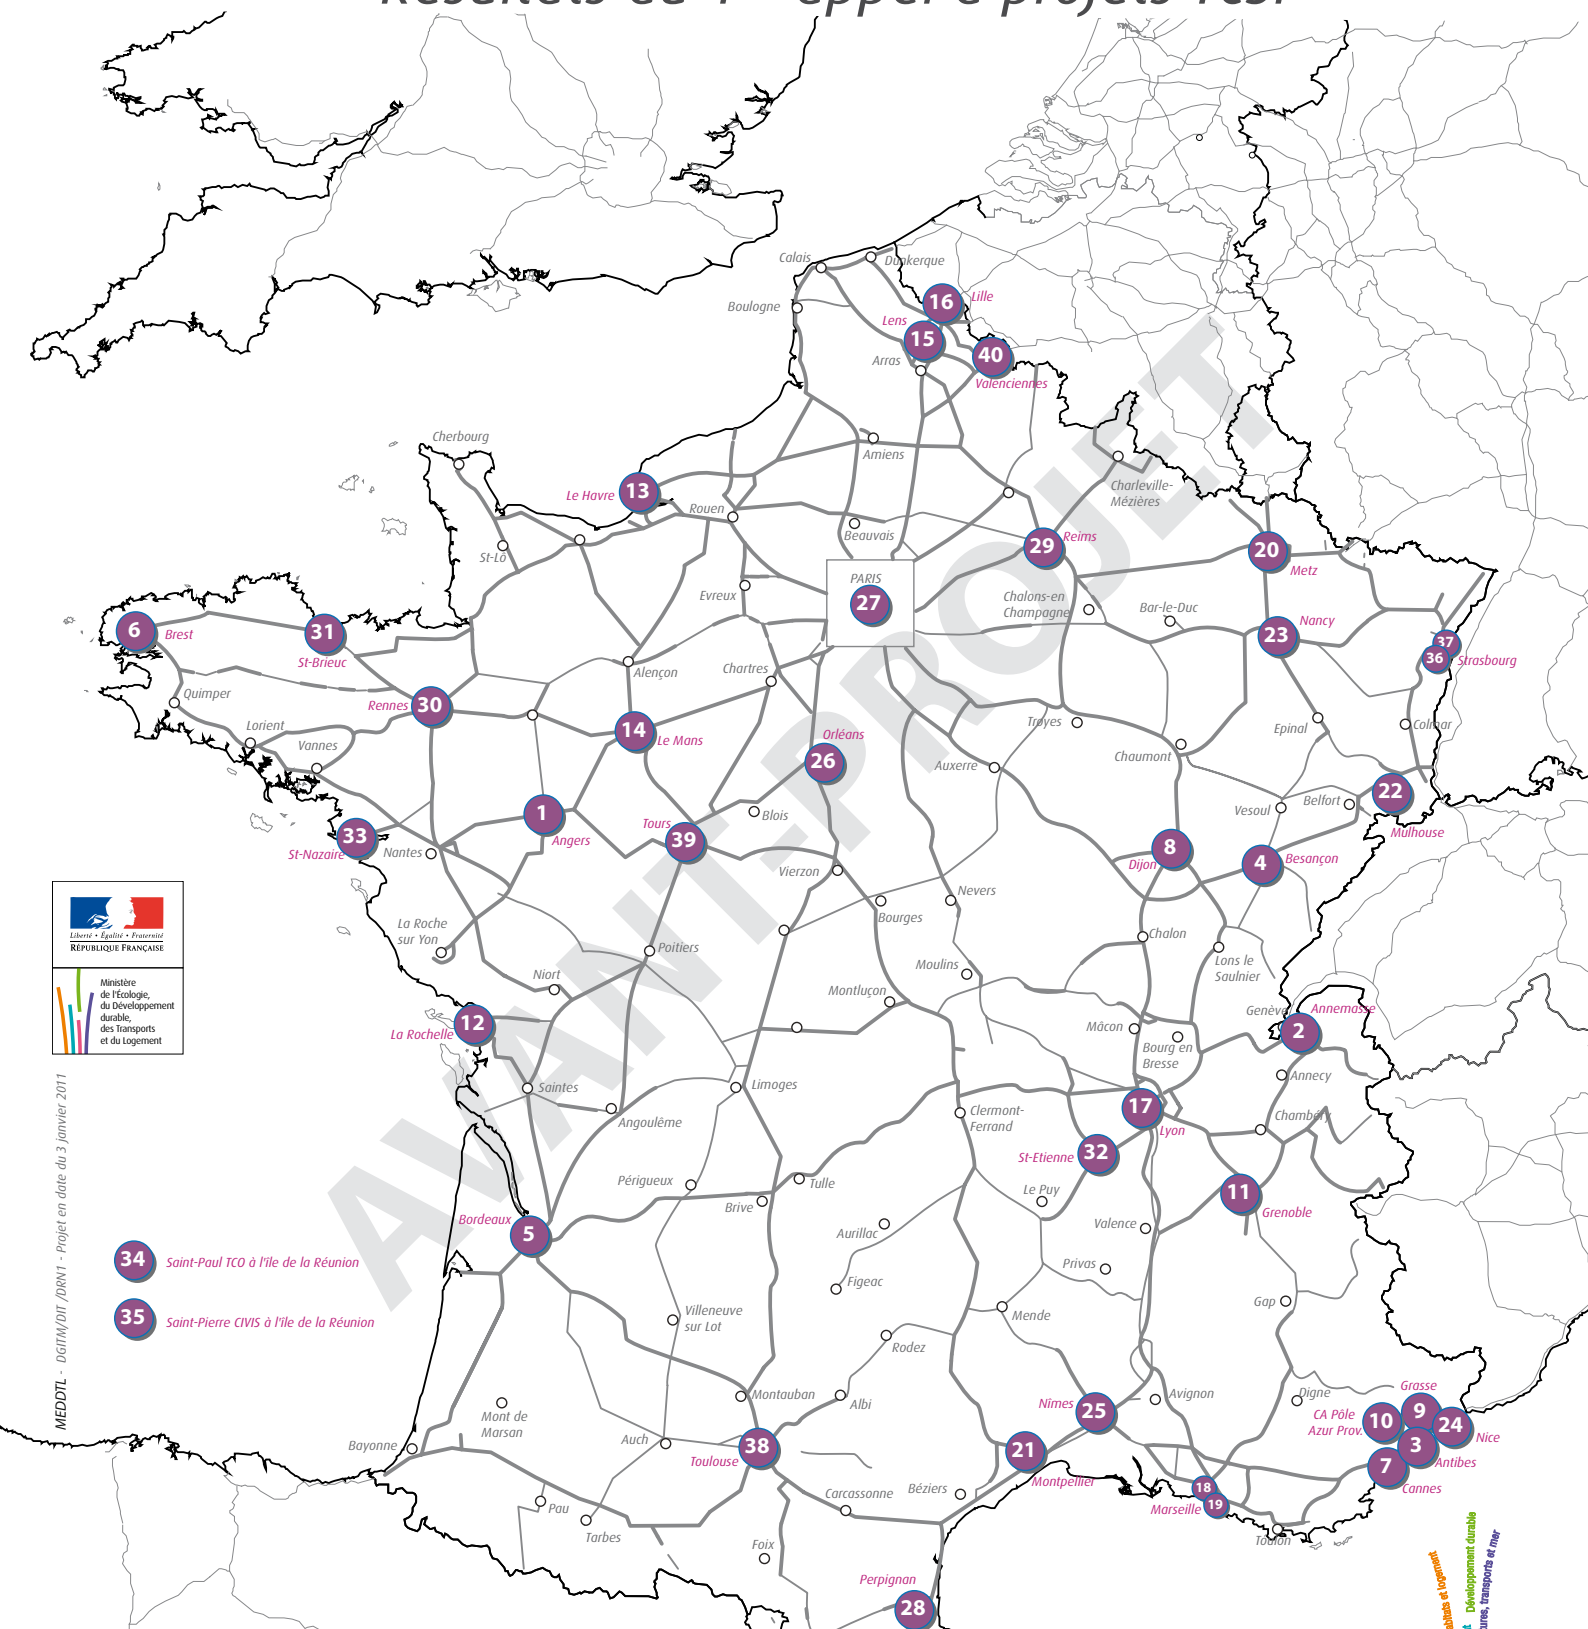 Calais
Dunkerque
16
Lille
Boulogne
Lens
15
Arras
40
Valenciennes
Cherbourg
Amiens
Charleville-
Mézières
Le Havre
13
Rouen
Beauvais
St-Lô
29
Reims
20
Metz
PARIS
27
Evreux
Chalons-en
Champagne
Bar-le-Duc
6
Brest
31
St-Brieuc
23
Nancy
37
36
Strasbourg
Alençon
Chartres
Quimper
Rennes
30
Lorient
Vannes
14
Le Mans
Orléans
26
Troyes
Auxerre
Chaumont
Epinal
Colmar
22
Mulhouse
Vesoul
Belfort
1
Angers
Blois
Tours
39
33
St-Nazaire
Nantes
8
Dijon
4
Besançon
Vierzon
Bourges
Nevers
La Roche
sur Yon
Poitiers
Chalon
Lons le
Saulnier
Niort
Moulins
Montluçon
12
La Rochelle
Mâcon
Bourg en
Bresse
Genève
Annemasse
2
Annecy
Saintes
Limoges
Angoulême
Clermont-
Ferrand
17
Lyon
Chambéry
St-Etienne
32
Périgueux
Tulle
Brive
Le Puy
11
Grenoble
Bordeaux
5
Aurillac
Valence
Figeac
Privas
Villeneuve
sur Lot
Mende
Gap
Rodez
Mont de
Marsan
Montauban
Albi
Nîmes
25
Avignon
Digne
Grasse
9
CA Pôle
Azur Prov.
10
24
Nice
3
Antibes
7
Cannes
Bayonne
Auch
38
Toulouse
21
Montpellier
Carcassonne
Béziers
18
Marseille
19
Toulon
Pau
Tarbes
Foix
Perpignan
28
Liberté • Égalité • Fraternité
RÉPUBLIQUE FRANÇAISE
Ministère
de l'Écologie,
du Développement
durable,
des Transports
et du Logement
34
Saint-Paul TCO à l'île de la Réunion
35
Saint-Pierre CIVIS à l'île de la Réunion
MEDDTL - DGITM/DIT /DRN1 - Projet en date du 3 janvier 2011
AVANT-PROJET
et logement
Développement durable
transports et mer